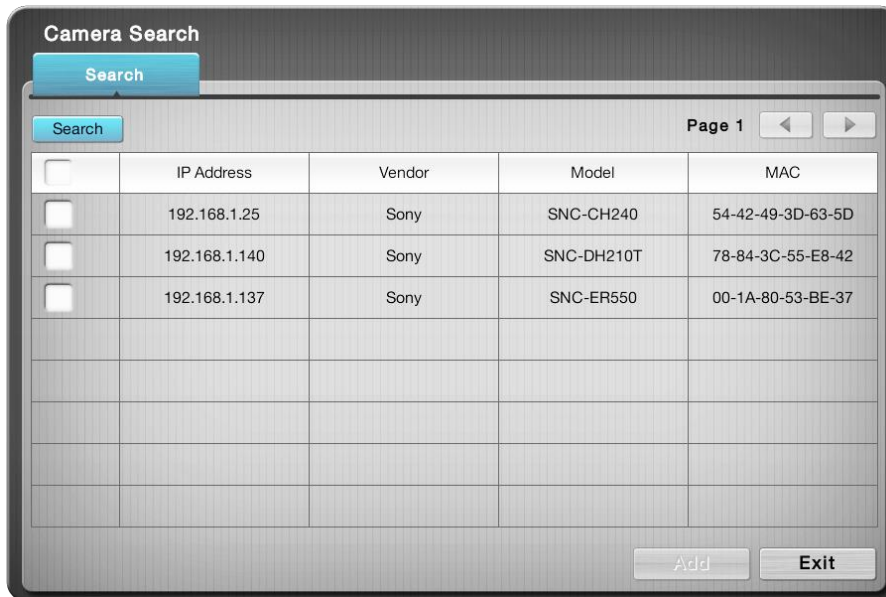 Camera Search
Search
Search Page 1
IP Address Vendor Model MAC
192.168.1.25 Sony SNC-CH240 54-42-49-3D-63-5D
192.168.1.140 Sony SNC-DH210T 78-84-3C-55-E8-42
192.168.1.137 Sony SNC-ER550 00-1A-80-53-BE-37
Add Exit